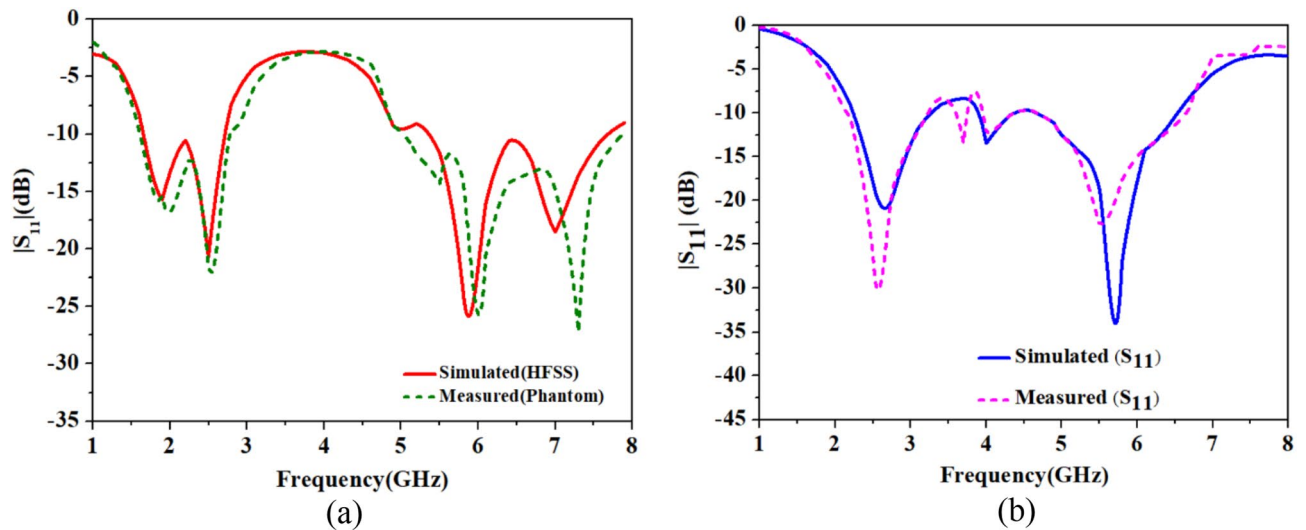 0
-5
-10
-15
-20
-25
-30
-35
|S11|(dB)
Simulated(HFSS)
Measured(Phantom)
1 2 3 4 5 6 7 8
Frequency(GHz)
(a)
0
-5
-10
-15
-20
-25
-30
-35
-40
-45
|S11| (dB)
Simulated (S11)
Measured (S11)
1 2 3 4 5 6 7 8
Frequency(GHz)
(b)